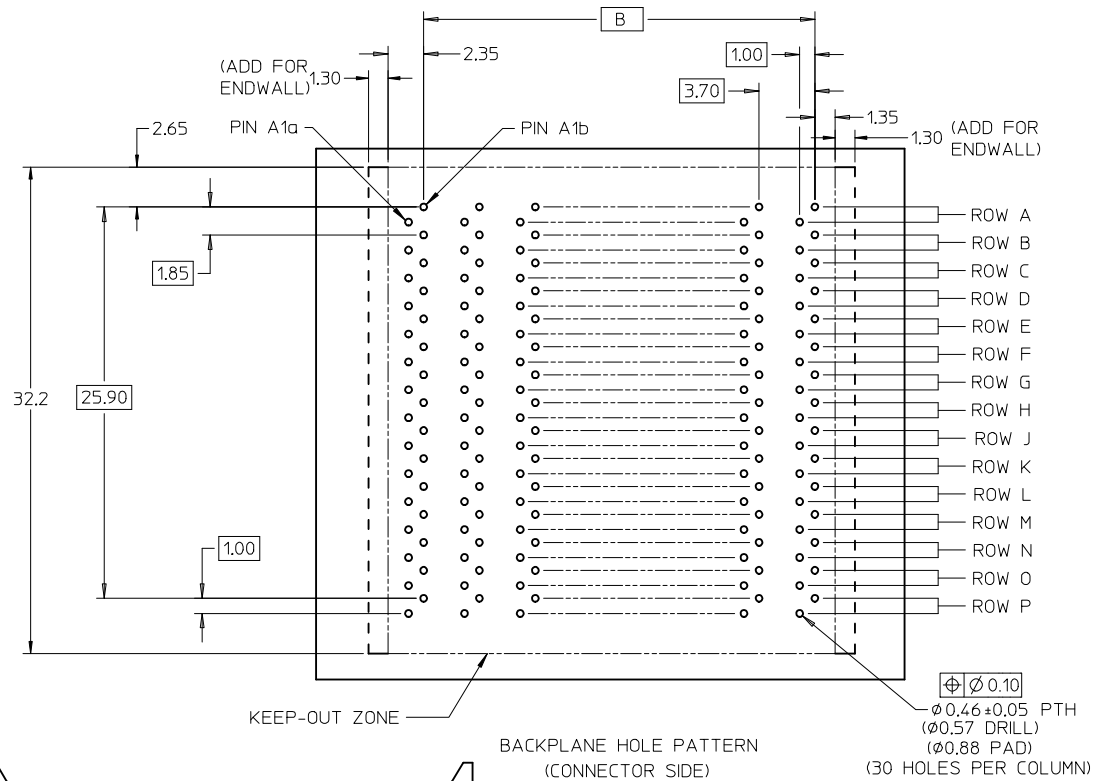 B
2.35
1.00
(ADD FOR
ENDWALL)
1.30
3.70
2.65
PIN A1a
PIN A1b
1.35
1.30
(ADD FOR
ENDWALL)
1.85
ROW A
ROW B
ROW C
ROW D
ROW E
ROW F
ROW G
ROW H
ROW J
ROW K
ROW L
ROW M
ROW N
ROW O
ROW P
32.2
25.90
1.00
KEEP-OUT ZONE
⌖ Ø 0.10
Ø0.46±0.05 PTH
(Ø0.57 DRILL)
(Ø0.88 PAD)
(30 HOLES PER COLUMN)
BACKPLANE HOLE PATTERN
(CONNECTOR SIDE)